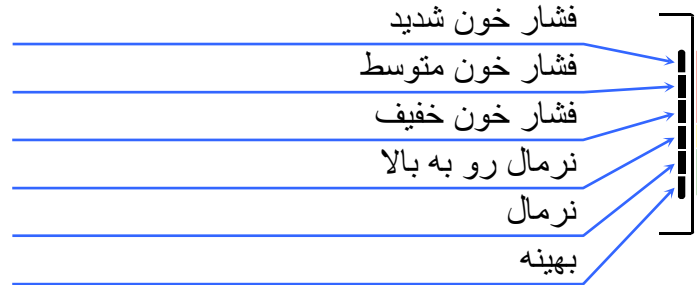 فشار خون شدید
فشار خون متوسط
فشار خون خفیف
نرمال رو به بالا
نرمال
بهینه